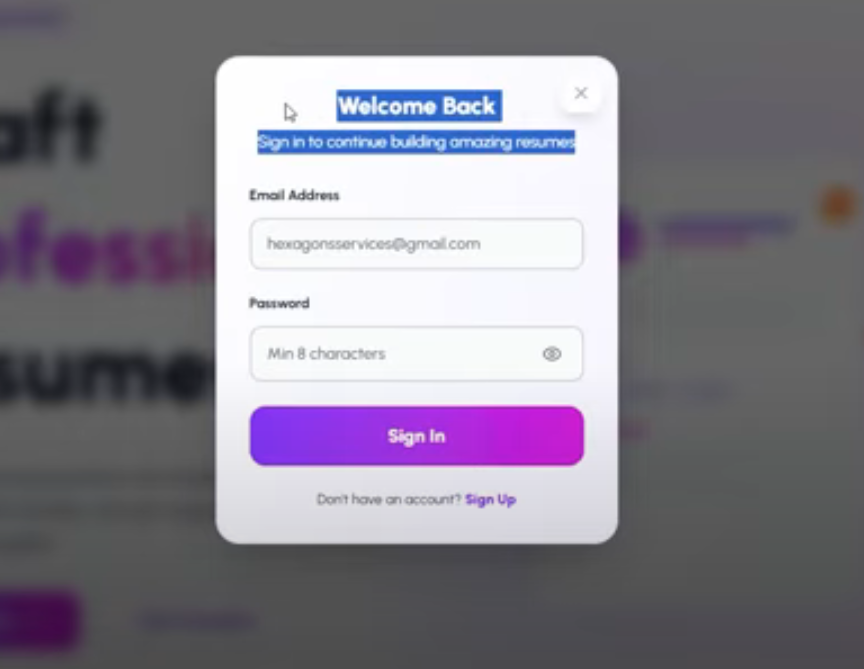 Welcome Back
Sign in to continue building amazing resumes
Email Address
hexagonsservices@gmail.com
Password
Min 8 characters
Sign In
Don't have an account? Sign Up
aft
ofessi
sume